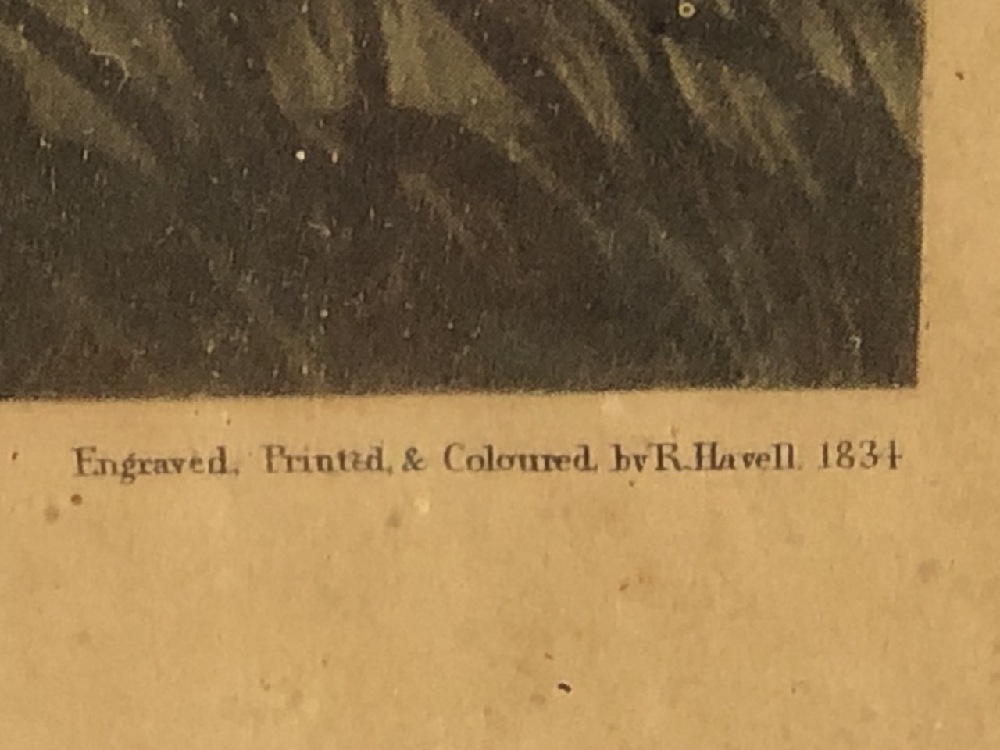 Engraved, Printed, & Coloured, by R. Havell, 1834